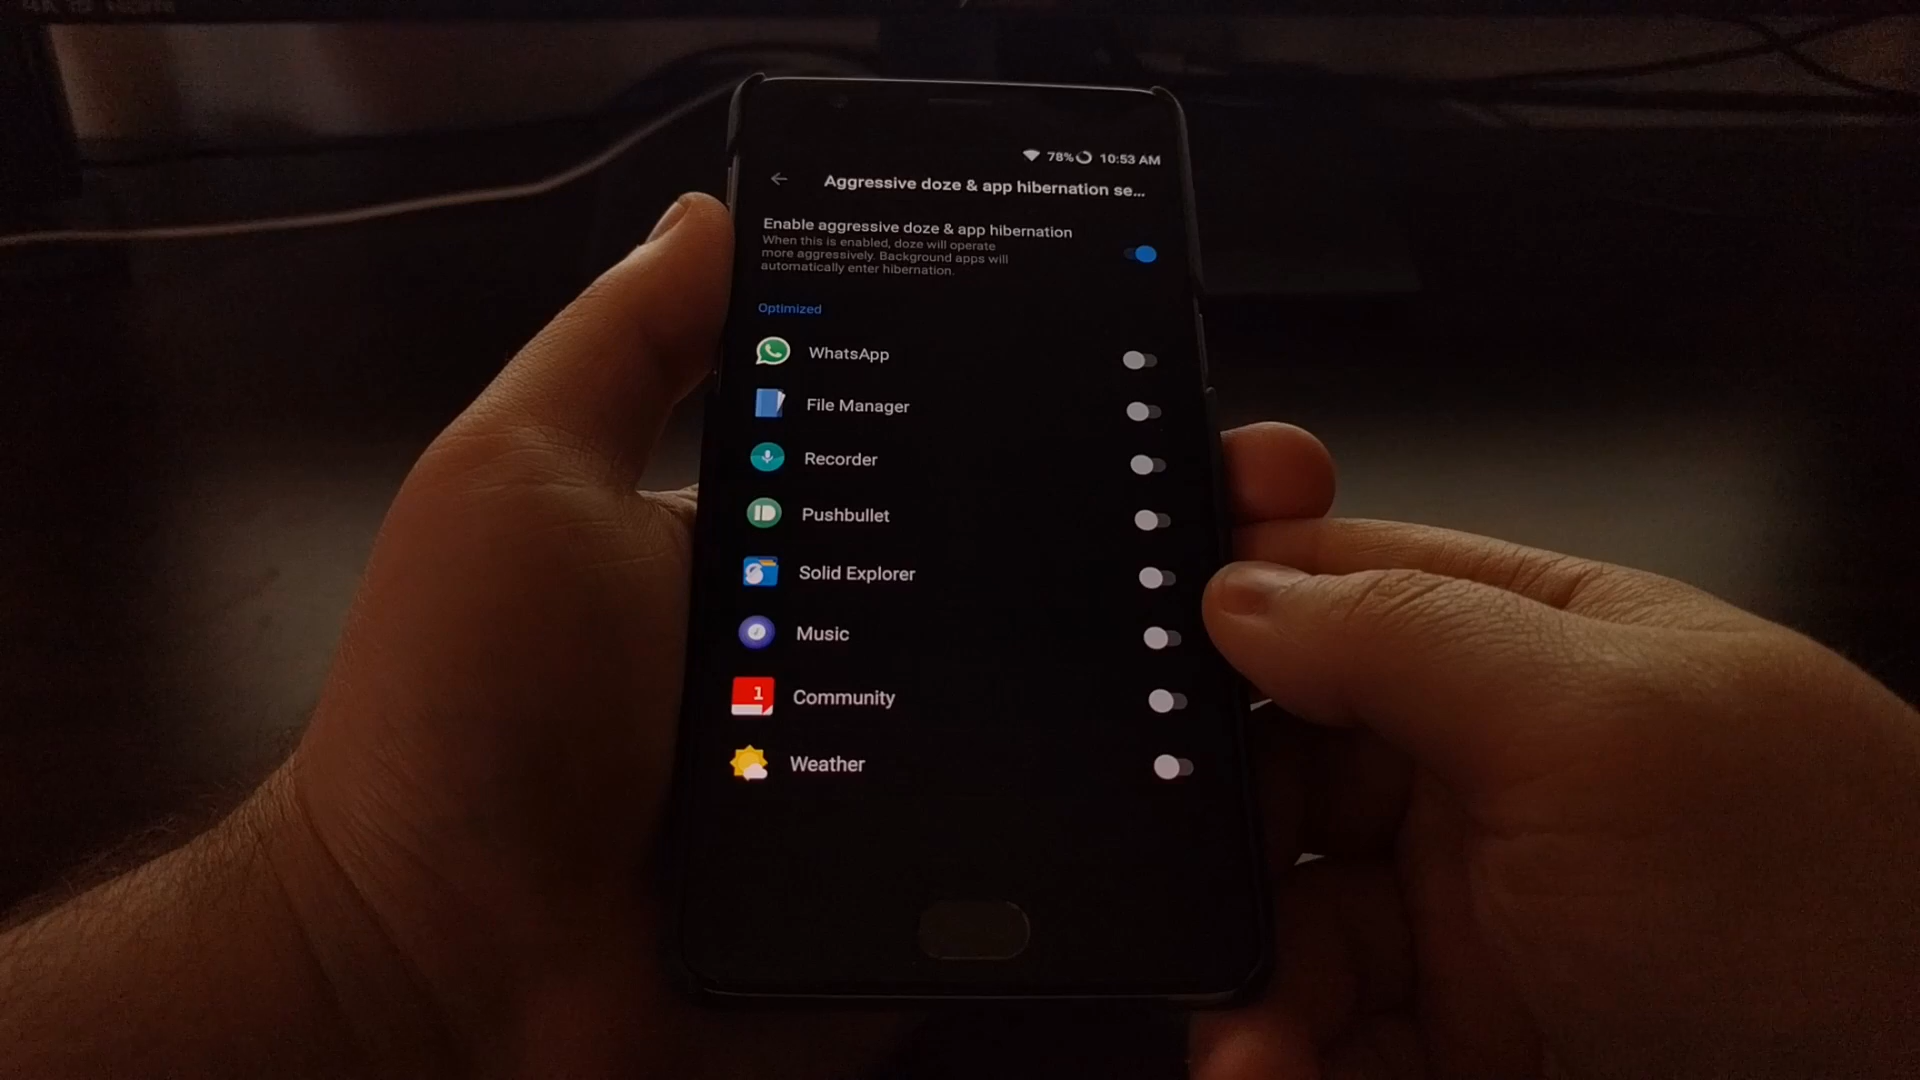 78% 10:53 AM
Aggressive doze & app hibernation se...
Enable aggressive doze & app hibernation
When this is enabled, doze will operate
more aggressively. Background apps will
automatically enter hibernation.
Optimized
WhatsApp
File Manager
Recorder
Pushbullet
Solid Explorer
Music
1
Community
Weather